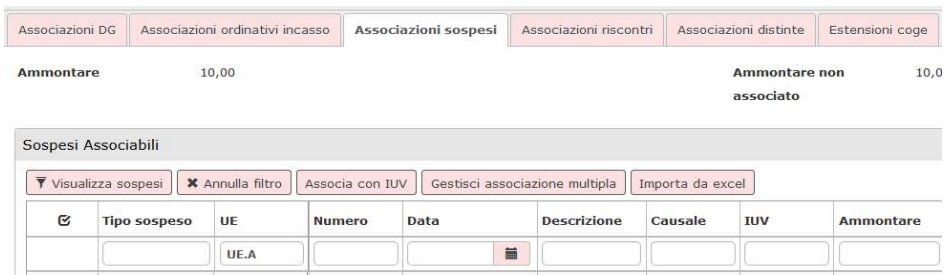 Associazioni DG Associazioni ordinativi incasso Associazioni sospesi Associazioni riscontri Associazioni distinte Estensioni coge
Ammontare 10,00 Ammontare non associato 10,0
Sospesi Associabili
Visualizza sospesi Annulla filtro Associa con IUV Gestisci associazione multipla Importa da excel
Tipo sospeso UE Numero Data Descrizione Causale IUV Ammontare
UE.A